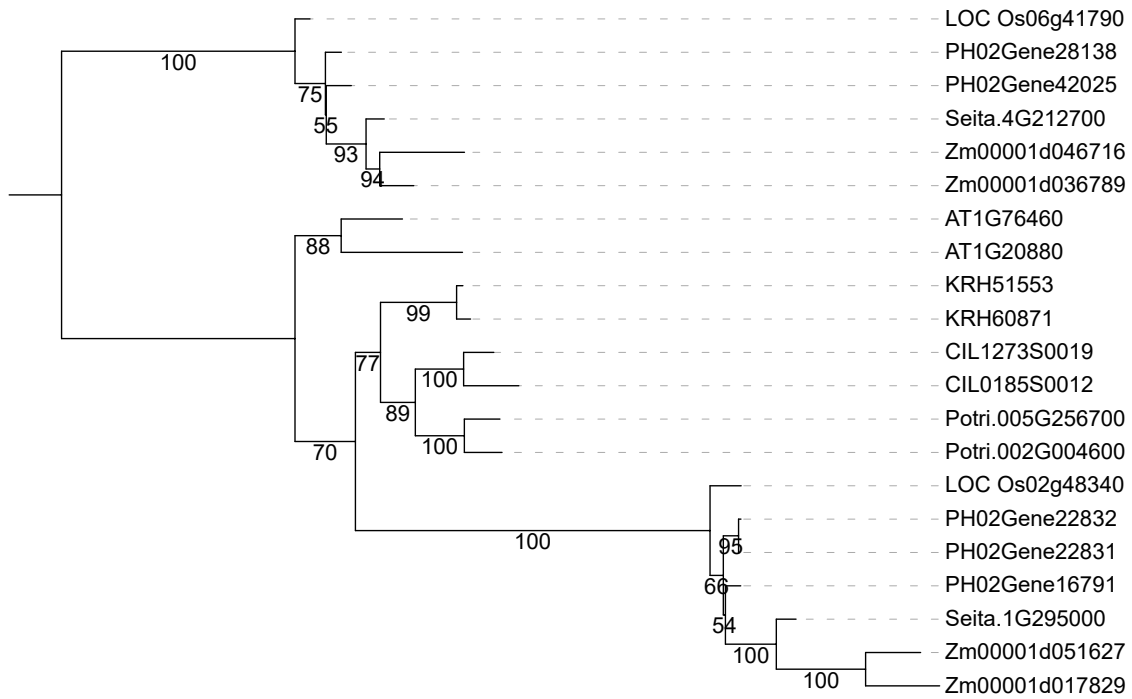 LOC Os06g41790
100
PH02Gene28138
PH02Gene42025
75
Seita.4G212700
55
93
Zm00001d046716
94
Zm00001d036789
AT1G76460
88
AT1G20880
KRH51553
99
KRH60871
CIL1273S0019
77
100
CIL0185S0012
89
Potri.005G256700
100
Potri.002G004600
70
LOC Os02g48340
PH02Gene22832
100
95
PH02Gene22831
66
PH02Gene16791
Seita.1G295000
54
100
Zm00001d051627
100
Zm00001d017829